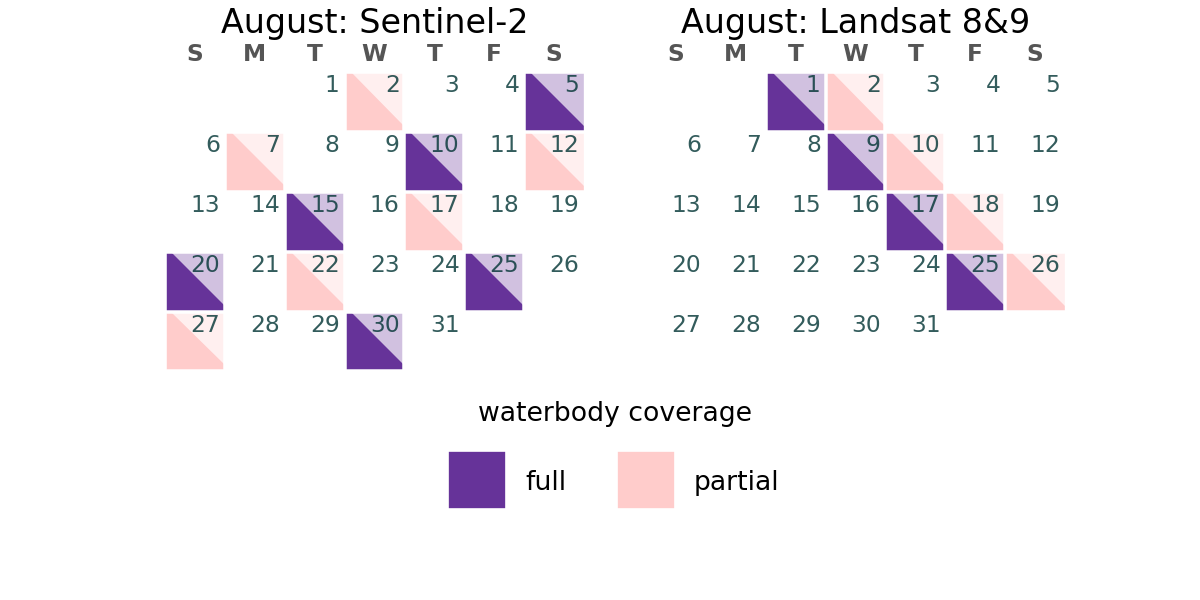 August: Sentinel-2
S M T W T F S
1 2 3 4 5
6 7 8 9 10 11 12
13 14 15 16 17 18 19
20 21 22 23 24 25 26
27 28 29 30 31
August: Landsat 8&9
S M T W T F S
1 2 3 4 5
6 7 8 9 10 11 12
13 14 15 16 17 18 19
20 21 22 23 24 25 26
27 28 29 30 31
waterbody coverage
full
partial